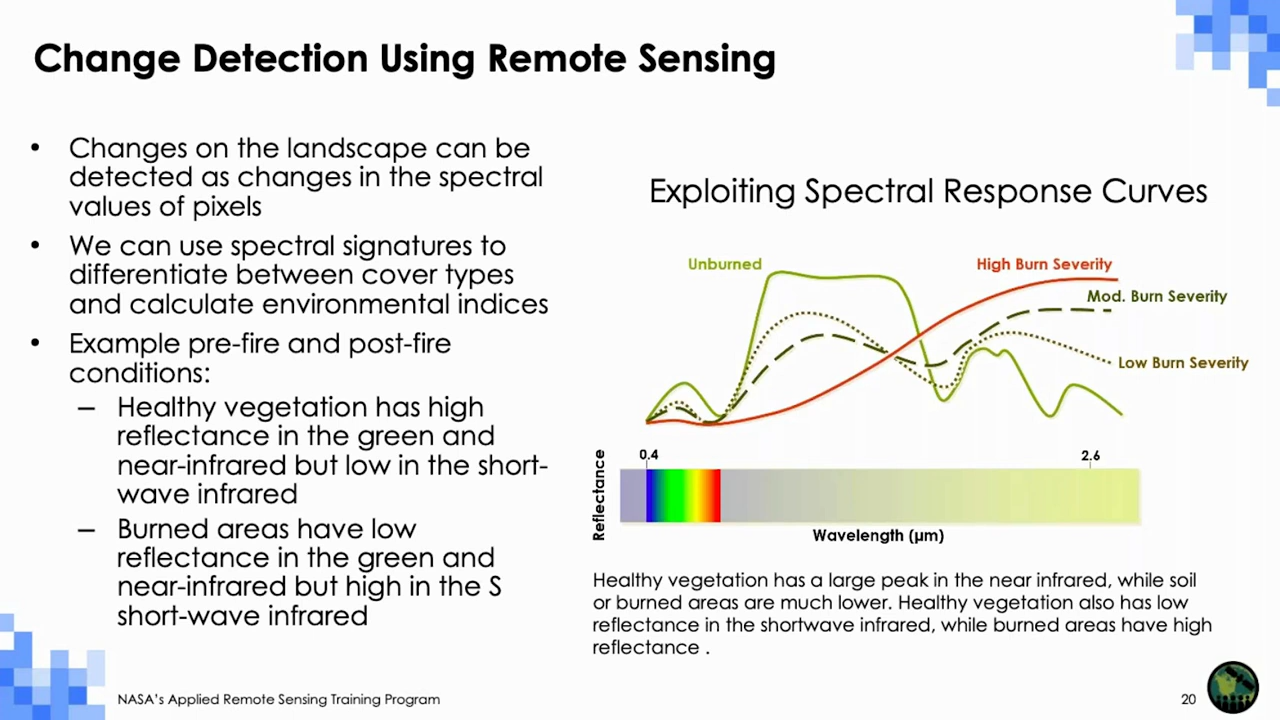 Change Detection Using Remote Sensing
• Changes on the landscape can be
detected as changes in the spectral
values of pixels
• We can use spectral signatures to
differentiate between cover types
and calculate environmental indices
• Example pre-fire and post-fire
conditions:
– Healthy vegetation has high
reflectance in the green and
near-infrared but low in the short-
wave infrared
– Burned areas have low
reflectance in the green and
near-infrared but high in the S
short-wave infrared
Exploiting Spectral Response Curves
Unburned
High Burn Severity
Mod. Burn Severity
Low Burn Severity
0.4
2.6
Reflectance
Wavelength (µm)
Healthy vegetation has a large peak in the near infrared, while soil
or burned areas are much lower. Healthy vegetation also has low
reflectance in the shortwave infrared, while burned areas have high
reflectance .
NASA's Applied Remote Sensing Training Program
20